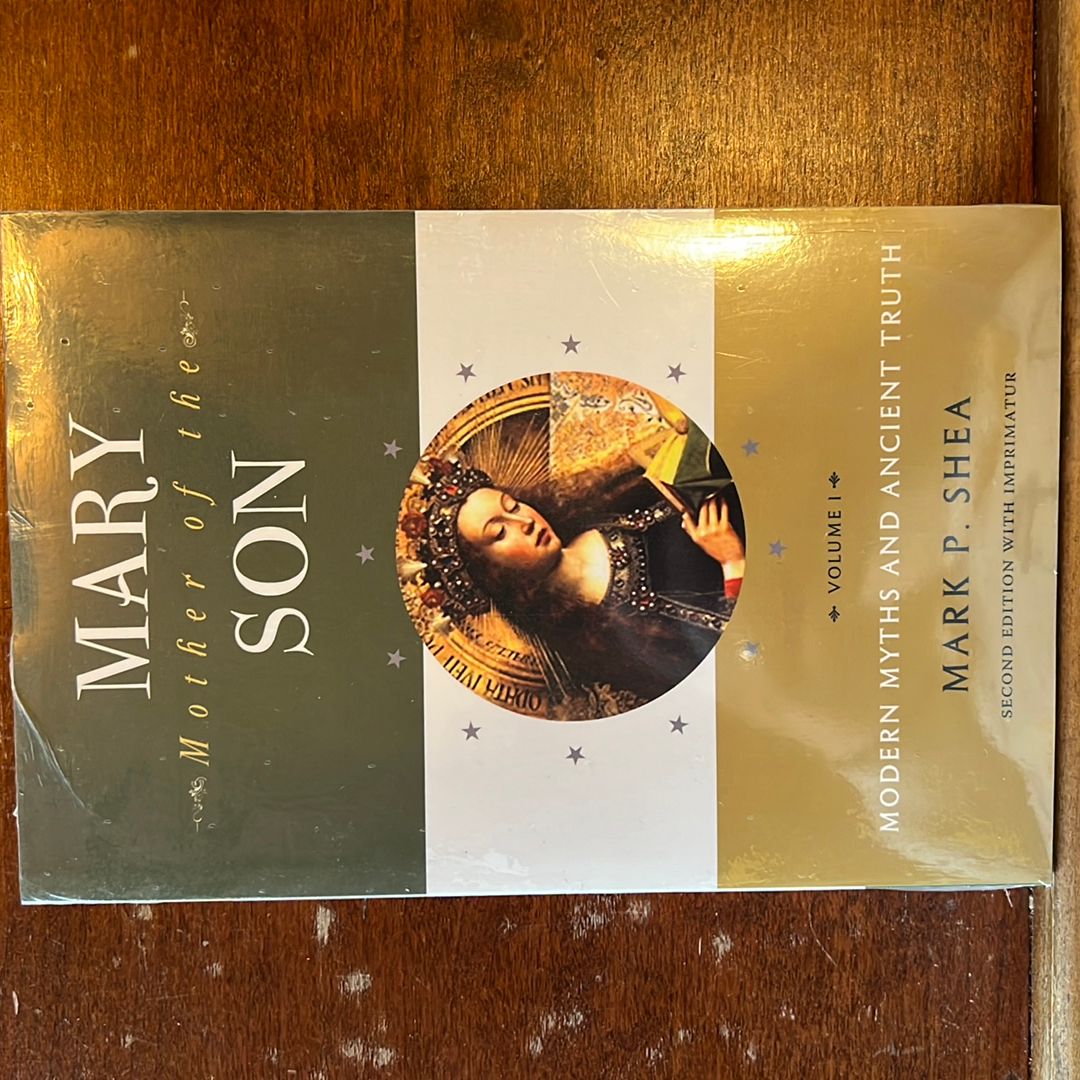 MARY
Mother of the
SON
VOLUME I
MODERN MYTHS AND ANCIENT TRUTH
MARK P. SHEA
SECOND EDITION WITH IMPRIMATUR